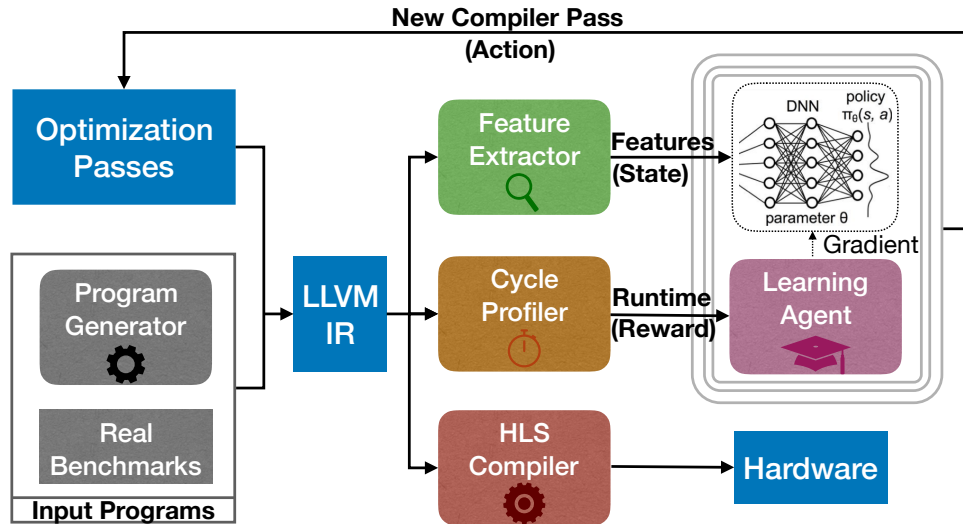 New Compiler Pass
(Action)
Optimization
Passes
Feature
Extractor
Features
(State)
DNN
policy
πθ(s, a)
parameter θ
Gradient
Program
Generator
LLVM
IR
Cycle
Profiler
Runtime
(Reward)
Learning
Agent
Real
Benchmarks
Input Programs
HLS
Compiler
Hardware